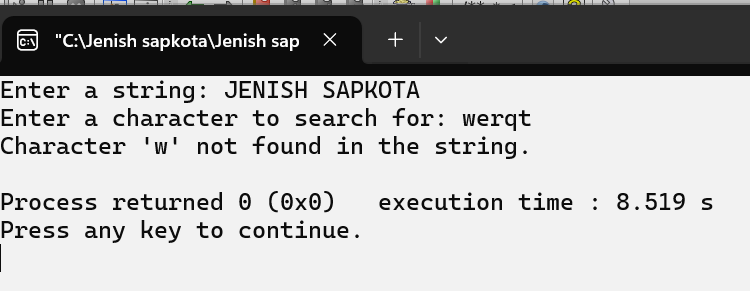 "C:\Jenish sapkota\Jenish sap
Enter a string: JENISH SAPKOTA
Enter a character to search for: werqt
Character 'w' not found in the string.
Process returned 0 (0x0)   execution time : 8.519 s
Press any key to continue.